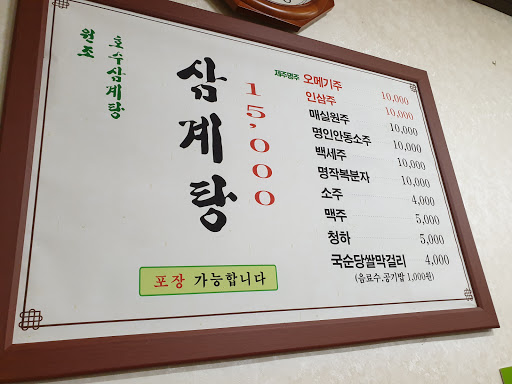 원조
호수삼계탕
삼계탕
15,000
제주명주 오메기주 10,000
인삼주 10,000
매실원주 10,000
명인안동소주 10,000
백세주 10,000
명작복분자 10,000
소주 4,000
맥주 5,000
청하 5,000
국순당쌀막걸리 4,000
(음료수.공기밥 1,000원)
포장 가능합니다